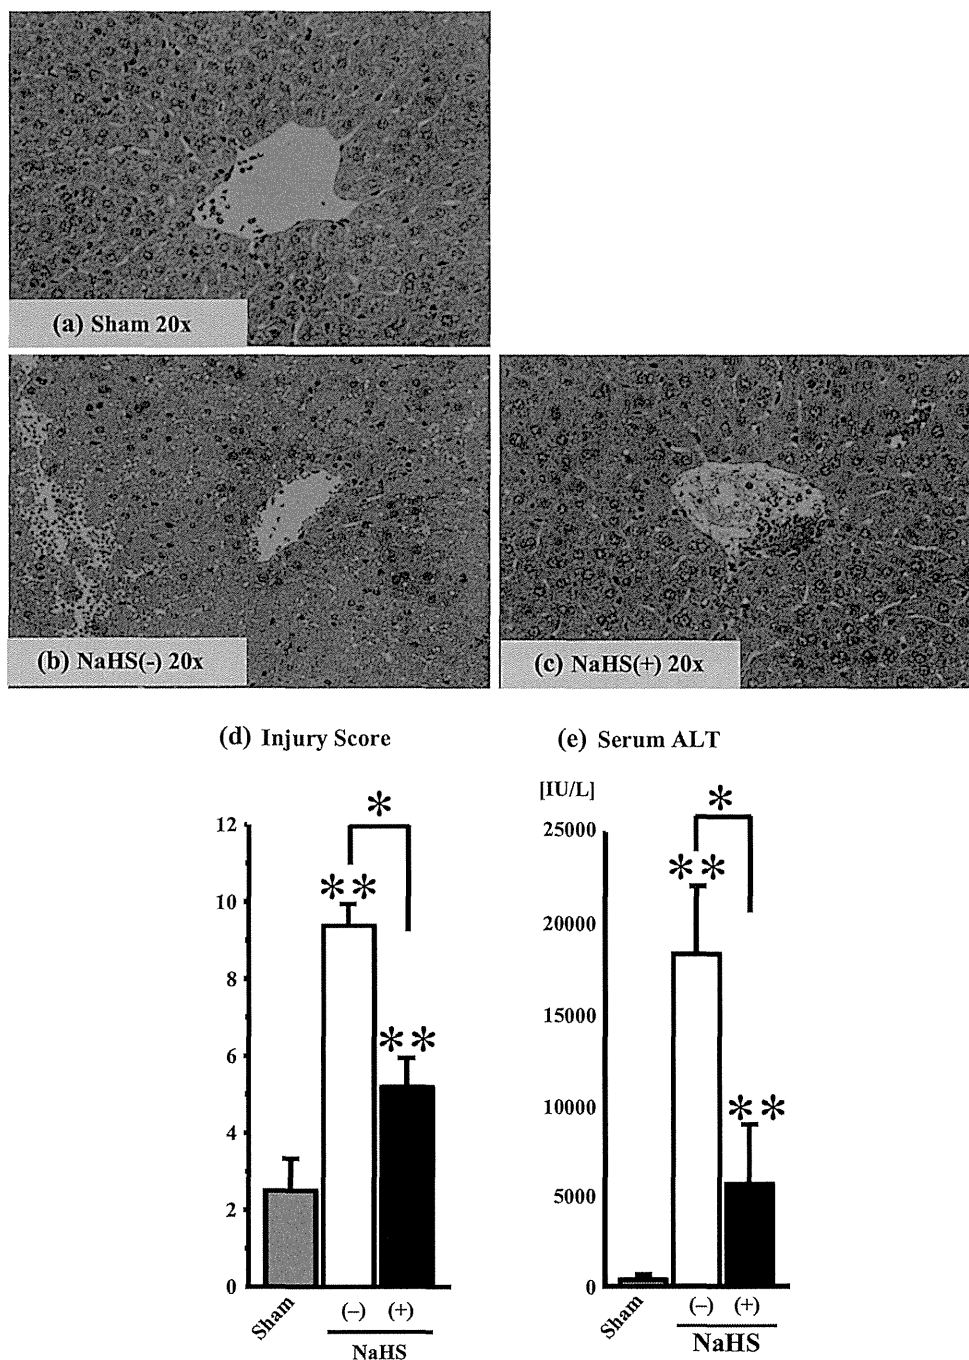 (a) Sham 20x
(b) NaHS(-) 20x
(c) NaHS(+) 20x
(d) Injury Score
12
10
8
6
4
2
0
*
**
**
Sham
(–)
(+)
NaHS
(e) Serum ALT
[IU/L]
25000
20000
15000
10000
5000
0
*
**
**
Sham
(–)
(+)
NaHS